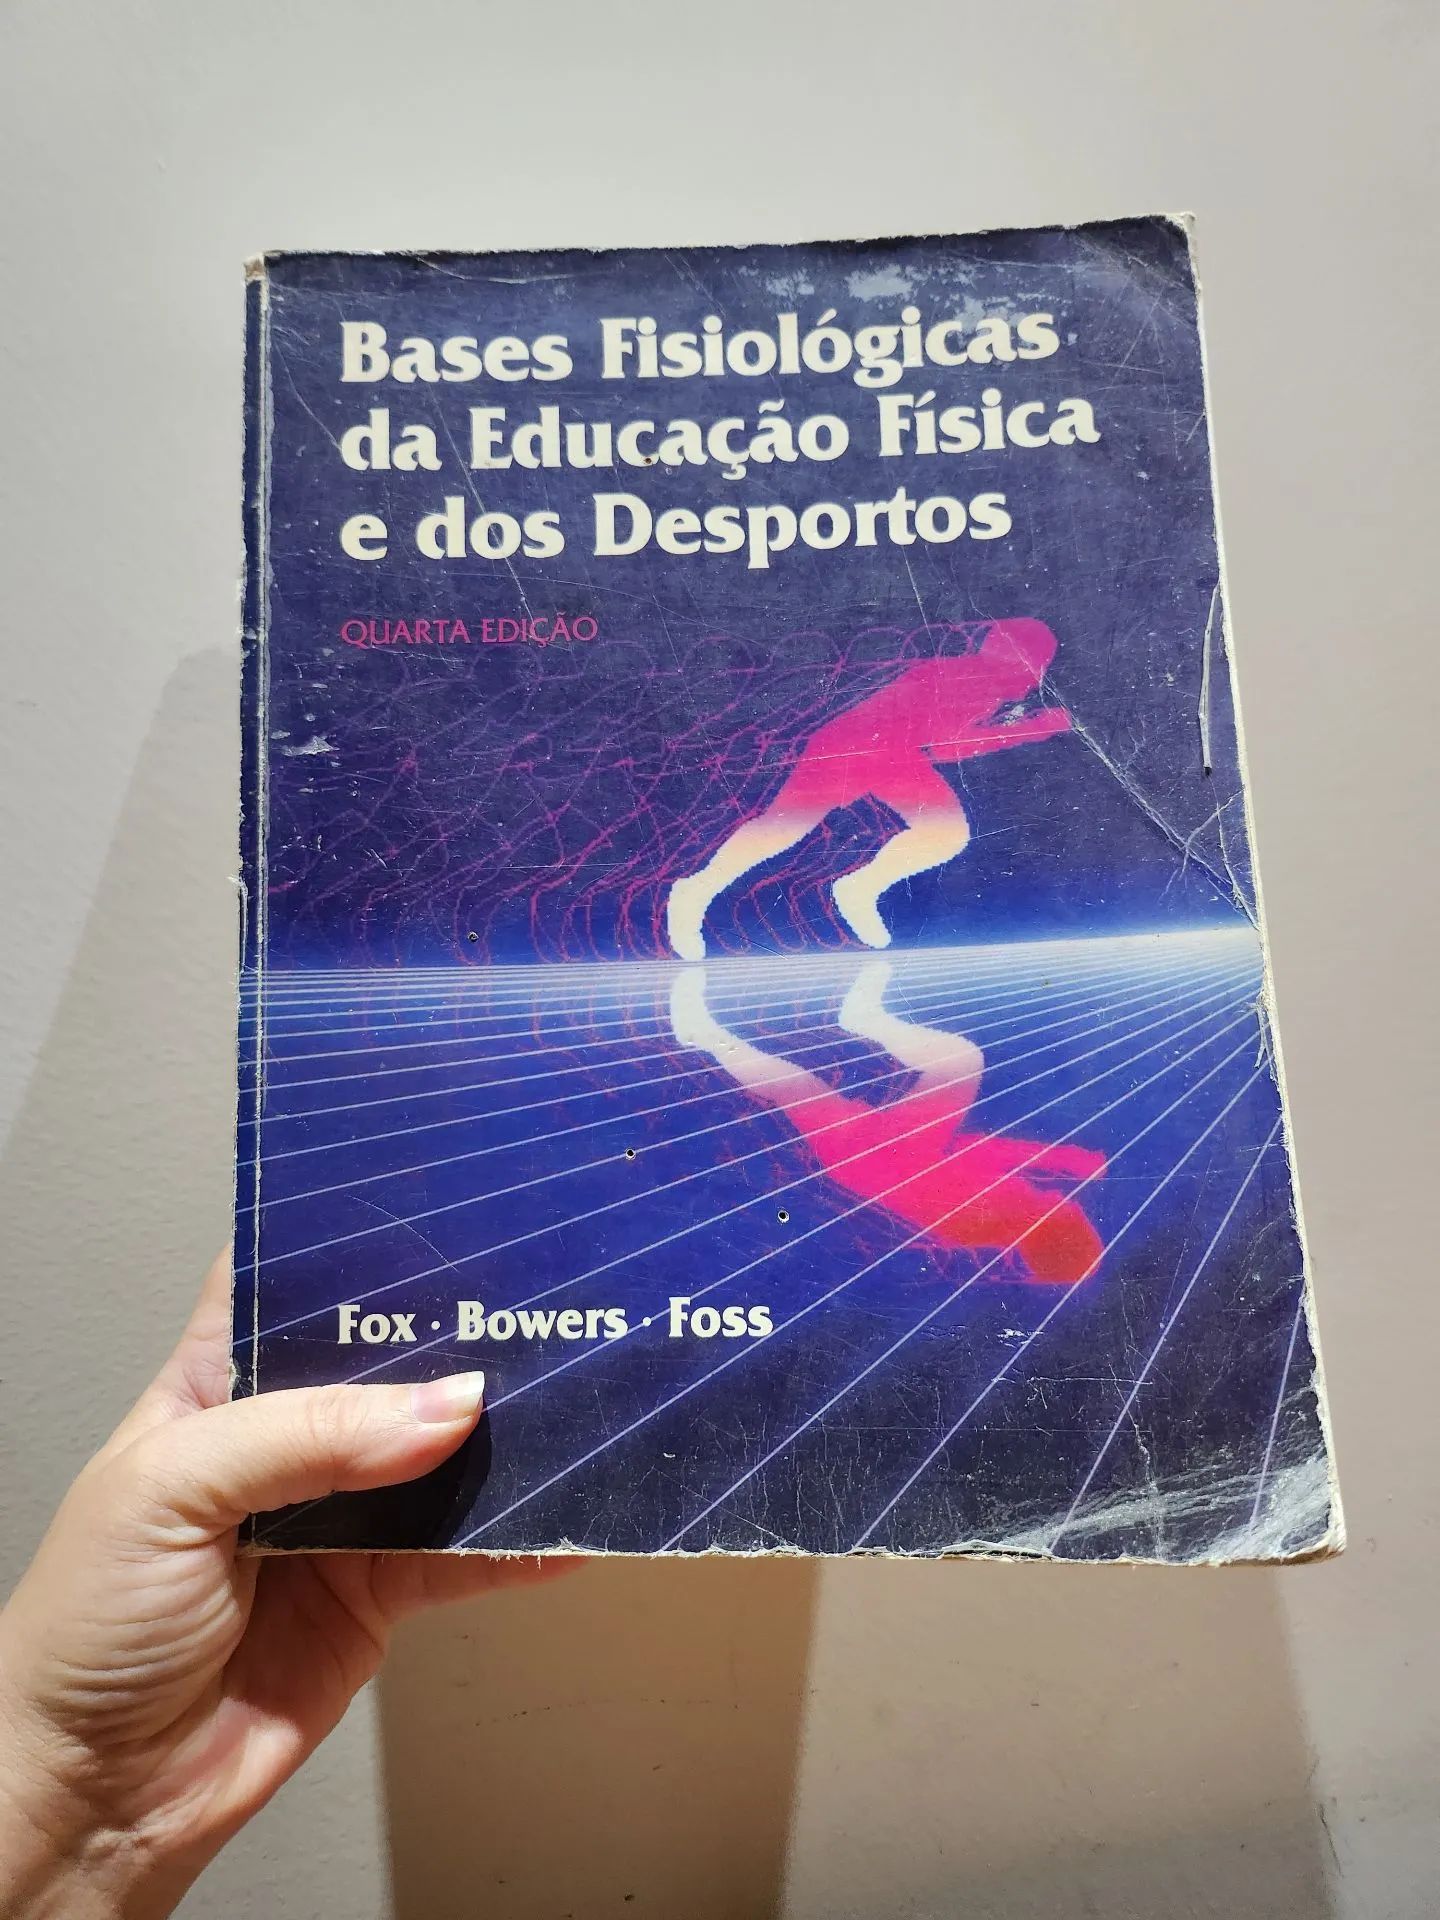 Bases Fisiológicas
da Educação Física
e dos Desportos
QUARTA EDIÇÃO
Fox · Bowers · Foss